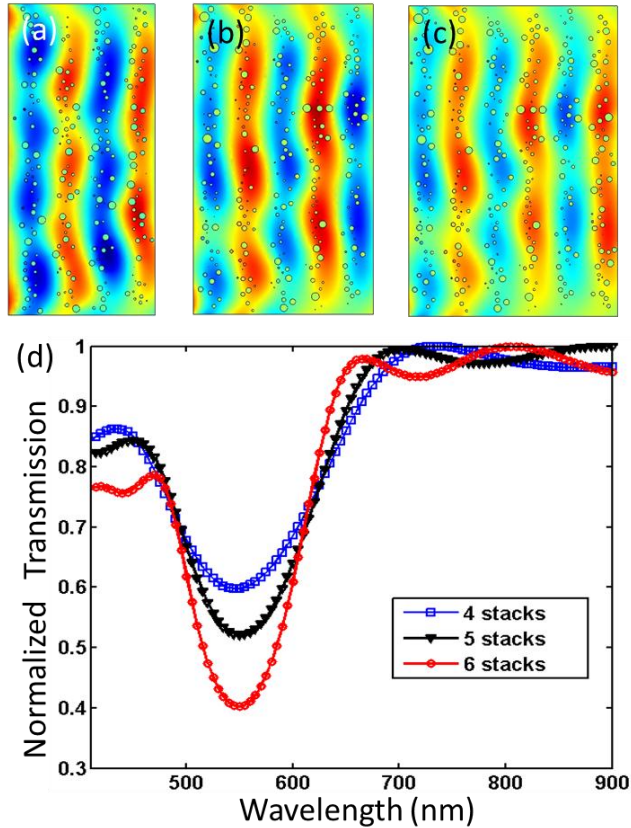 (a) (b) (c)
(d)
1
0.9
0.8
0.7
0.6
0.5
0.4
0.3
Normalized Transmission
4 stacks
5 stacks
6 stacks
500 600 700 800 900
Wavelength (nm)